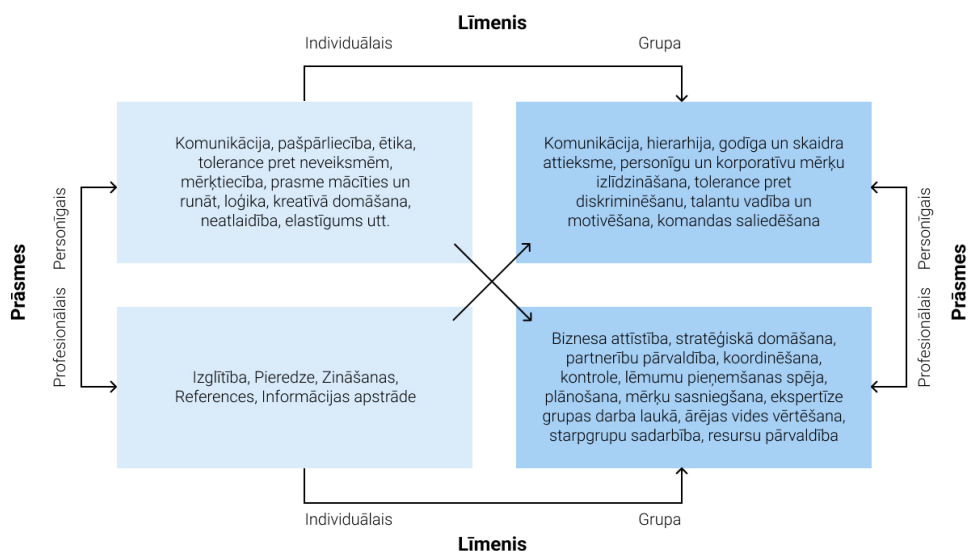 Līmenis
Individuālais
Grupa
Prāsmes
Personīgais
Profesionālais
Komunikācija, pašpārliecība, ētika,
tolerance pret neveiksmēm,
mērķtiecība, prasme mācīties un
runāt, loģika, kreatīvā domāšana,
neatlaidība, elastīgums utt.
Komunikācija, hierarhija, godīga un skaidra
attieksme, personīgu un korporatīvu mērķu
izlīdzināšana, tolerance pret
diskriminēšanu, talantu vadība un
motivēšana, komandas saliedēšana
Izglītība, Pieredze, Zināšanas,
References, Informācijas apstrāde
Biznesa attīstība, stratēģiskā domāšana,
partnerību pārvaldība, koordinēšana,
kontrole, lēmumu pieņemšanas spēja,
plānošana, mērķu sasniegšana, ekspertīze
grupas darba laukā, ārējas vides vērtēšana,
starpgrupu sadarbība, resursu pārvaldība
Personīgais
Profesionālais
Prāsmes
Individuālais
Grupa
Līmenis